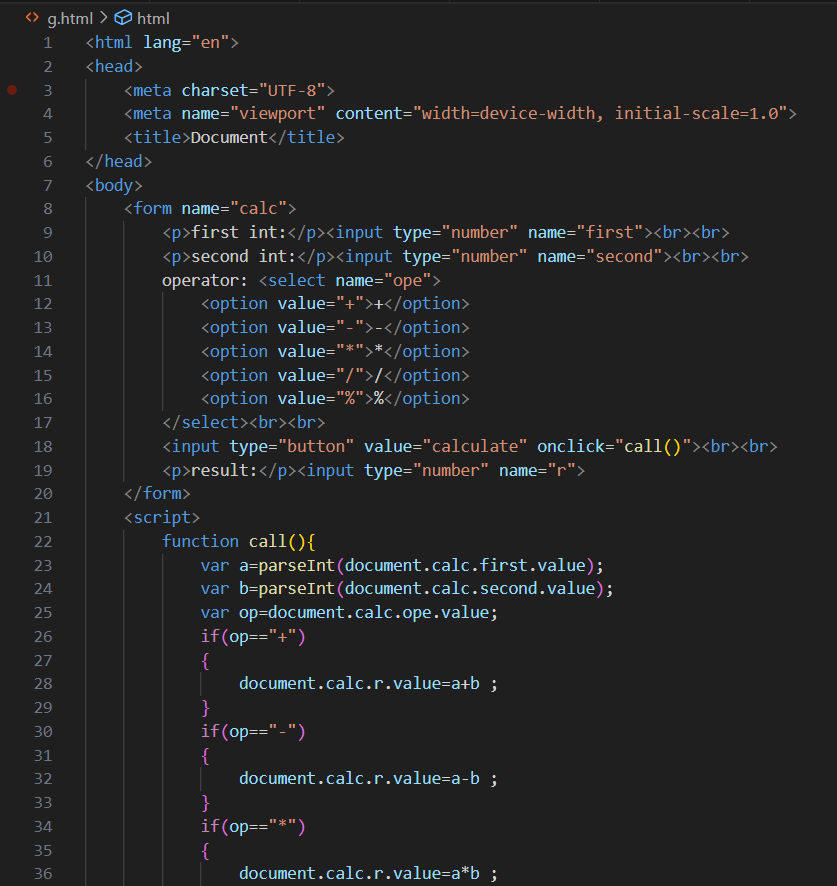 g.html > html
1 <html lang="en">
2 <head>
3 <meta charset="UTF-8">
4 <meta name="viewport" content="width=device-width, initial-scale=1.0">
5 <title>Document</title>
6 </head>
7 <body>
8 <form name="calc">
9 <p>first int:</p><input type="number" name="first"><br><br>
10 <p>second int:</p><input type="number" name="second"><br><br>
11 operator: <select name="ope">
12 <option value="+">+</option>
13 <option value="-">-</option>
14 <option value="*">*</option>
15 <option value="/">/</option>
16 <option value="%">%</option>
17 </select><br><br>
18 <input type="button" value="calculate" onclick="call()"><br><br>
19 <p>result:</p><input type="number" name="r">
20 </form>
21 <script>
22 function call(){
23 var a=parseInt(document.calc.first.value);
24 var b=parseInt(document.calc.second.value);
25 var op=document.calc.ope.value;
26 if(op=="+")
27 {
28 document.calc.r.value=a+b ;
29 }
30 if(op=="-")
31 {
32 document.calc.r.value=a-b ;
33 }
34 if(op=="*")
35 {
36 document.calc.r.value=a*b ;